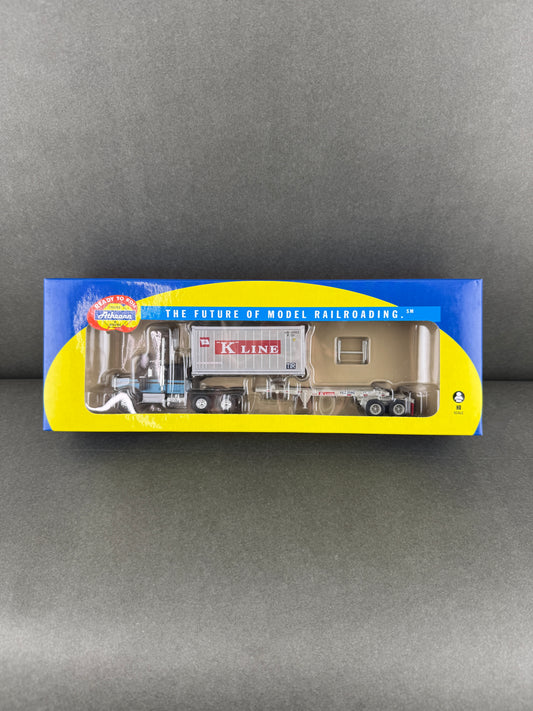 READY TO ROLL
Athearn
THE FUTURE OF MODEL RAILROADING.SM
"K" LINE
HO